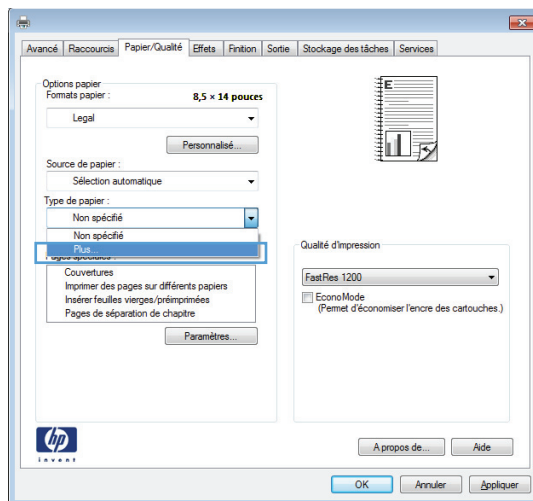 Avancé Raccourcis Papier/Qualité Effets Finition Sortie Stockage des tâches Services
Options papier
Formats papier :
8,5 × 14 pouces
Legal
Personnalisé...
Source de papier :
Sélection automatique
Type de papier :
Non spécifié
Non spécifié
Plus...
Pages spéciales :
Couvertures
Imprimer des pages sur différents papiers
Insérer feuilles vierges/préimprimées
Pages de séparation de chapitre
Paramètres...
E
Qualité d'impression
FastRes 1200
EconoMode
(Permet d'économiser l'encre des cartouches.)
hp
invent
A propos de...
Aide
OK
Annuler
Appliquer